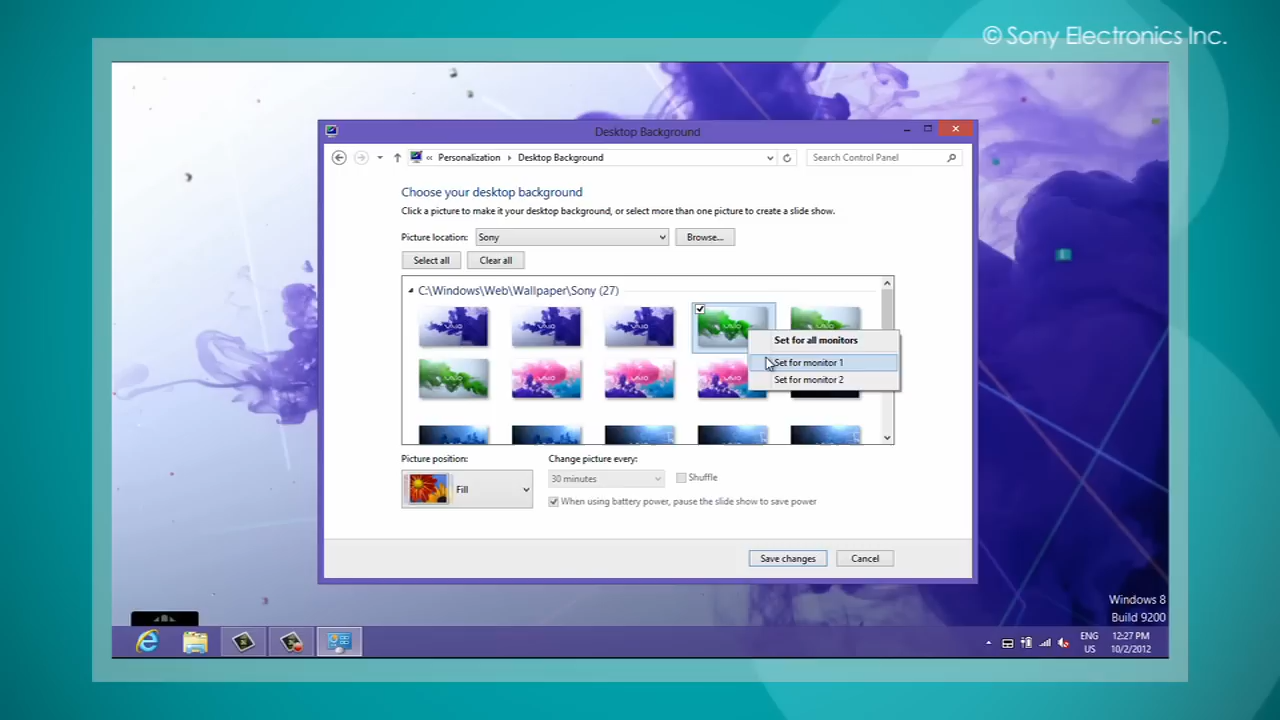 © Sony Electronics Inc.
Desktop Background
« Personalization Desktop Background
Search Control Panel
Choose your desktop background
Click a picture to make it your desktop background, or select more than one picture to create a slide show.
Picture location: Sony Browse...
Select all Clear all
C:\Windows\Web\Wallpaper\Sony (27)
Set for all monitors
Set for monitor 1
Set for monitor 2
Picture position: Change picture every:
Fill 30 minutes Shuffle
When using battery power, pause the slide show to save power
Save changes Cancel
Windows 8
Build 9200
ENG 12:27 PM
US 10/2/2012